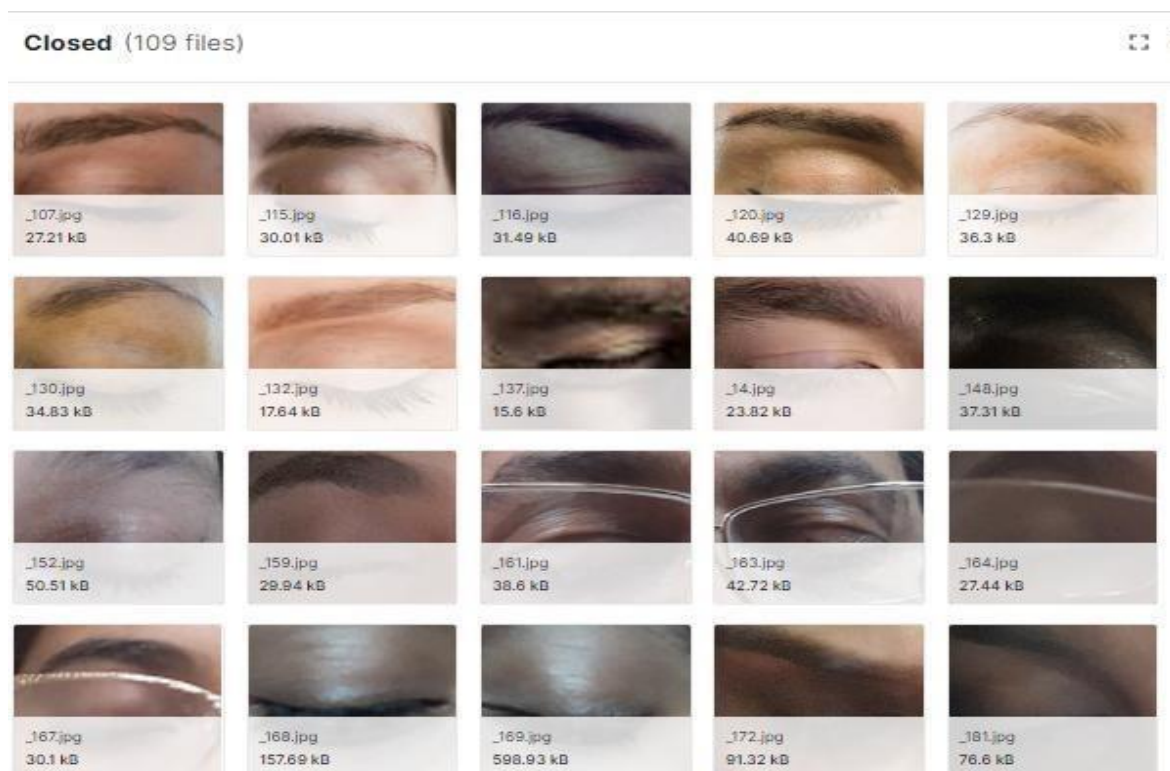 Closed (109 files)
_107.jpg
27.21 kB
_115.jpg
30.01 kB
_116.jpg
31.49 kB
_120.jpg
40.69 kB
_129.jpg
36.3 kB
_130.jpg
34.83 kB
_132.jpg
17.64 kB
_137.jpg
15.6 kB
_14.jpg
23.82 kB
_148.jpg
37.31 kB
_152.jpg
50.51 kB
_159.jpg
29.94 kB
_161.jpg
38.6 kB
_163.jpg
42.72 kB
_164.jpg
27.44 kB
_167.jpg
30.1 kB
_168.jpg
157.69 kB
_169.jpg
598.93 kB
_172.jpg
91.32 kB
_181.jpg
76.6 kB